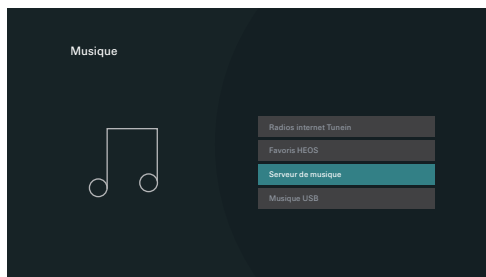 Musique
Radios internet Tunein
Favoris HEOS
Serveur de musique
Musique USB